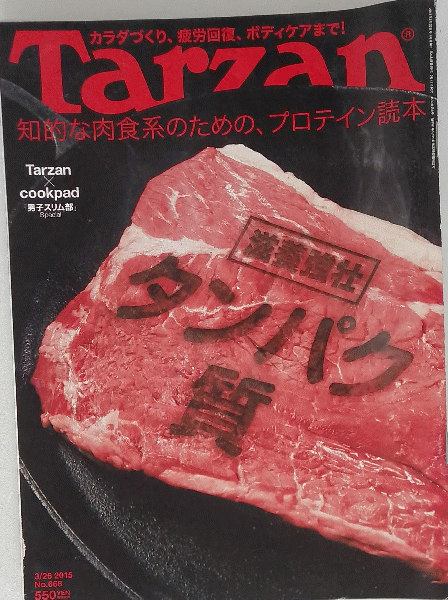 カラダづくり、疲労回復、ボディケアまで!
Tarzan®
知的な肉食系のための、プロテイン読本
Tarzan
×
cookpad
「男子スリム部」
Special
滋養強壮
タンパク
質
3/26 2015
No.668
550YEN